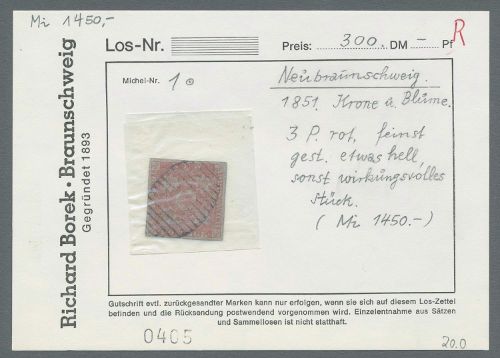 Mi 1450,-
Richard Borek · Braunschweig
Gegründet 1893
Los-Nr.
Preis: 300,- DM - Pf
R
Michel-Nr. 1
Neubraunschweig.
1851. Krone u. Blume.
3 P. rot, feinst
gest. etwas hell,
sonst wirkungsvolles
Stück.
(Mi 1450.-)
Gutschrift evtl. zurückgesandter Marken kann nur erfolgen, wenn sie sich auf diesem Los-Zettel
befinden und die Rücksendung postwendend vorgenommen wird. Einzelentnahme aus Sätzen
und Sammellosen ist nicht statthaft.
0405
20.0